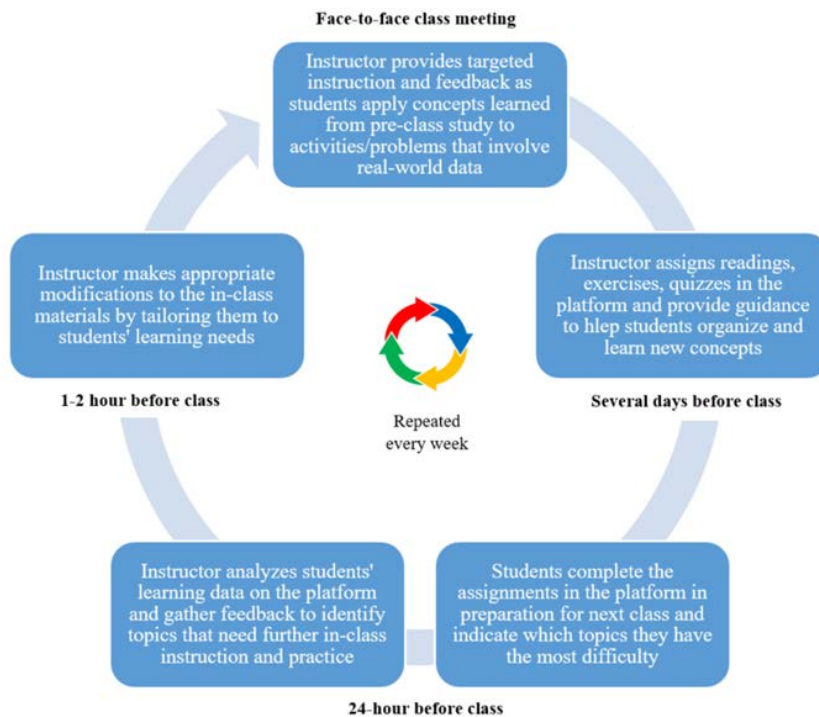 Face-to-face class meeting
Instructor provides targeted
instruction and feedback as
students apply concepts learned
from pre-class study to
activities/problems that involve
real-world data
Instructor assigns readings,
exercises, quizzes in the
platform and provide guidance
to hlep students organize and
learn new concepts
Several days before class
Students complete the
assignments in the platform in
preparation for next class and
indicate which topics they have
the most difficulty
24-hour before class
Instructor analyzes students'
learning data on the platform
and gather feedback to identify
topics that need further in-class
instruction and practice
Instructor makes appropriate
modifications to the in-class
materials by tailoring them to
students' learning needs
1-2 hour before class
Repeated
every week